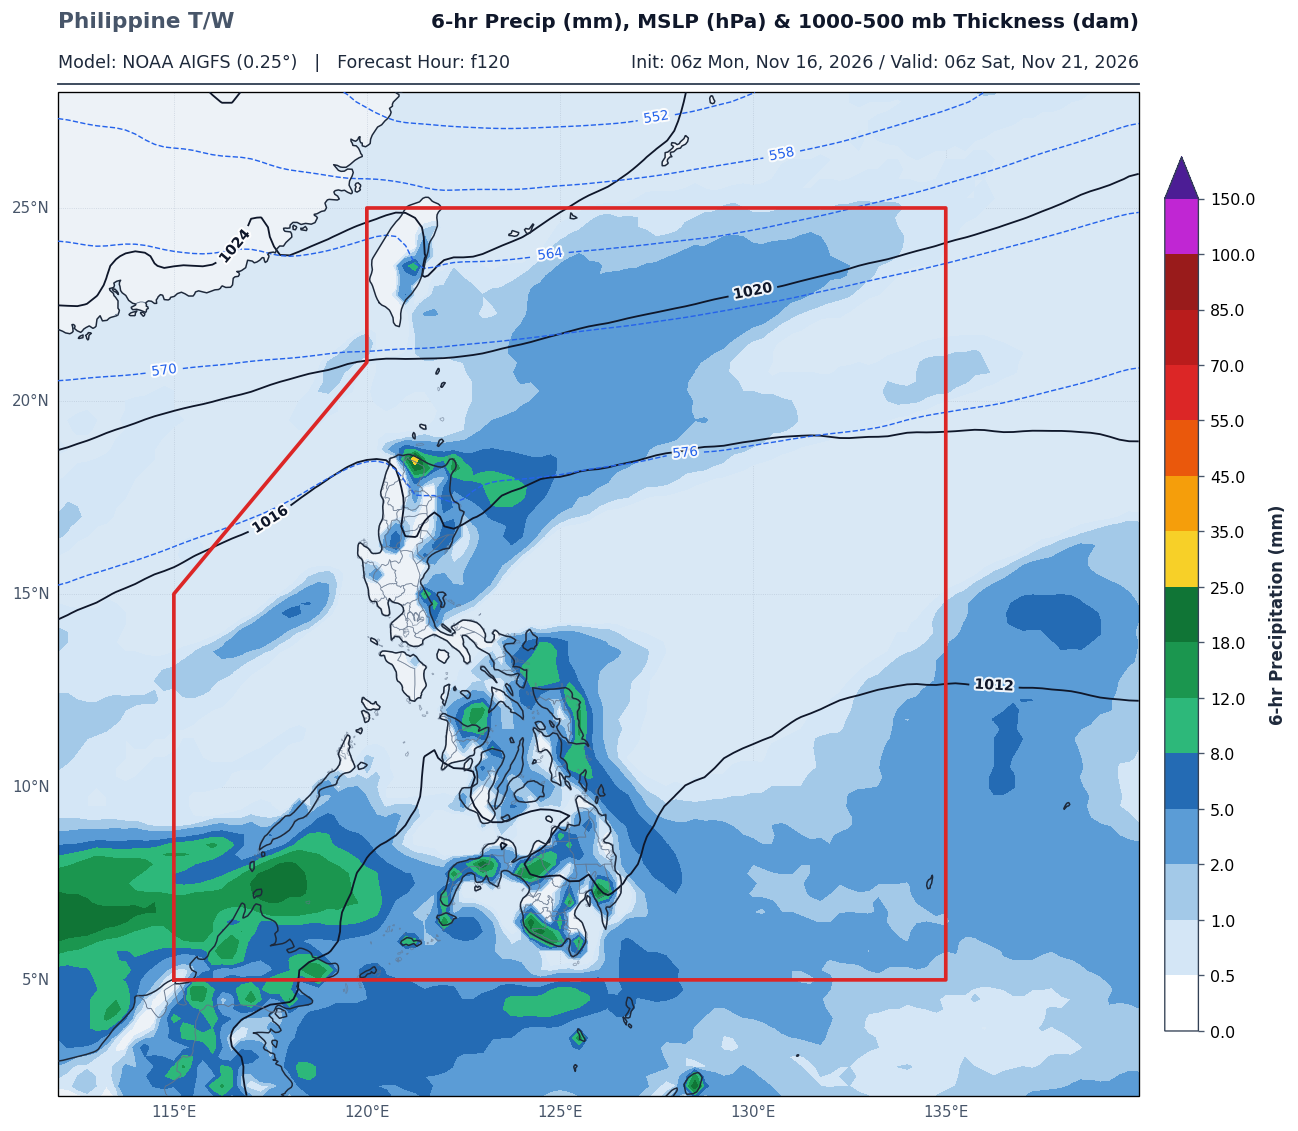 Philippine T/W
6-hr Precip (mm), MSLP (hPa) & 1000-500 mb Thickness (dam)
Model: NOAA AIGFS (0.25°) | Forecast Hour: f120
Init: 06z Mon, Nov 16, 2026 / Valid: 06z Sat, Nov 21, 2026
552
558
564
570
576
1024
1020
1016
1012
25°N
20°N
15°N
10°N
5°N
115°E
120°E
125°E
130°E
135°E
150.0
100.0
85.0
70.0
55.0
45.0
35.0
25.0
18.0
12.0
8.0
5.0
2.0
1.0
0.5
0.0
6-hr Precipitation (mm)